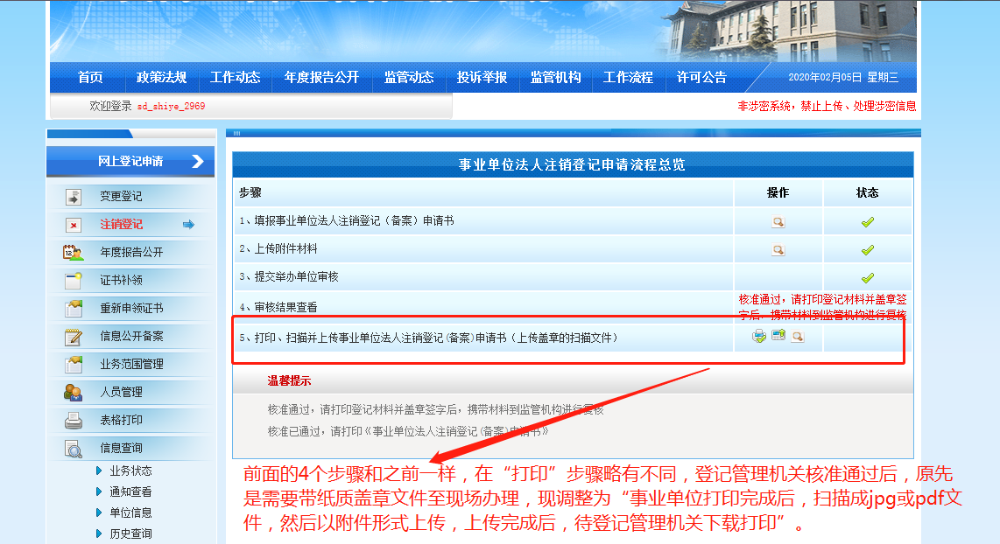 首页 政策法规 工作动态 年度报告公开 监管动态 投诉举报 监管机构 工作流程 许可公告 2020年02月05日 星期三
欢迎登录 sd_shiye_2969 非涉密系统，禁止上传、处理涉密信息
网上登记申请
变更登记
注销登记
12
年度报告公开
证书补领
重新申领证书
信息公开备案
业务范围管理
人员管理
表格打印
信息查询
业务状态
通知查看
单位信息
历史查询
事业单位法人注销登记申请流程总览
步骤 操作 状态
1、填报事业单位法人注销登记（备案）申请书
2、上传附件材料
3、提交举办单位审核
4、审核结果查看
核准通过，请打印登记材料并盖章签
字后，携带材料到监管机构进行复核
5、打印、扫描并上传事业单位法人注销登记(备案)申请书（上传盖章的扫描文件）
温馨提示
核准通过，请打印登记材料并盖章签字后，携带材料到监管机构进行复核
核准已通过，请打印《事业单位法人注销登记(备案)申请书》
前面的4个步骤和之前一样，在“打印”步骤略有不同，登记管理机关核准通过后，原先
是需要带纸质盖章文件至现场办理，现调整为“事业单位打印完成后，扫描成jpg或pdf文
件，然后以附件形式上传，上传完成后，待登记管理机关下载打印”。